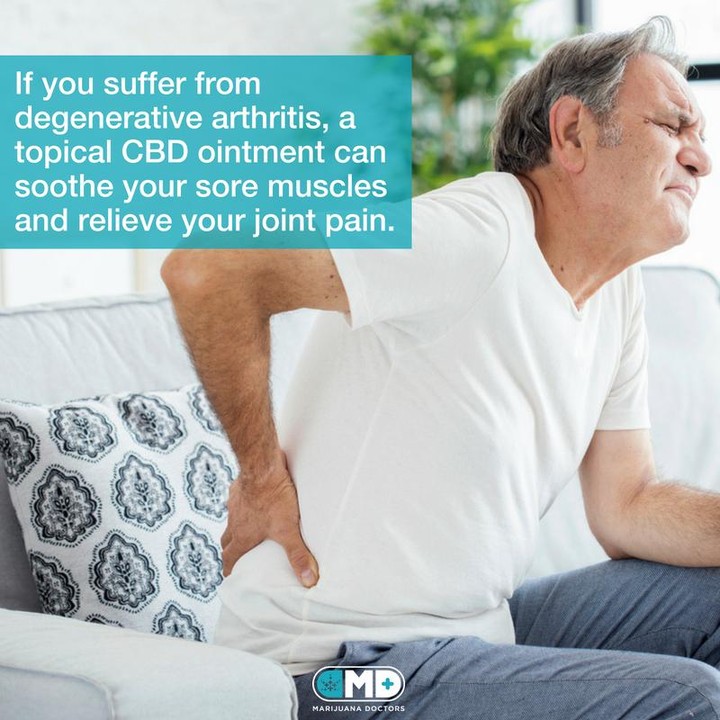 If you suffer from
degenerative arthritis, a
topical CBD ointment can
soothe your sore muscles
and relieve your joint pain.
MD
MARIJUANA DOCTORS